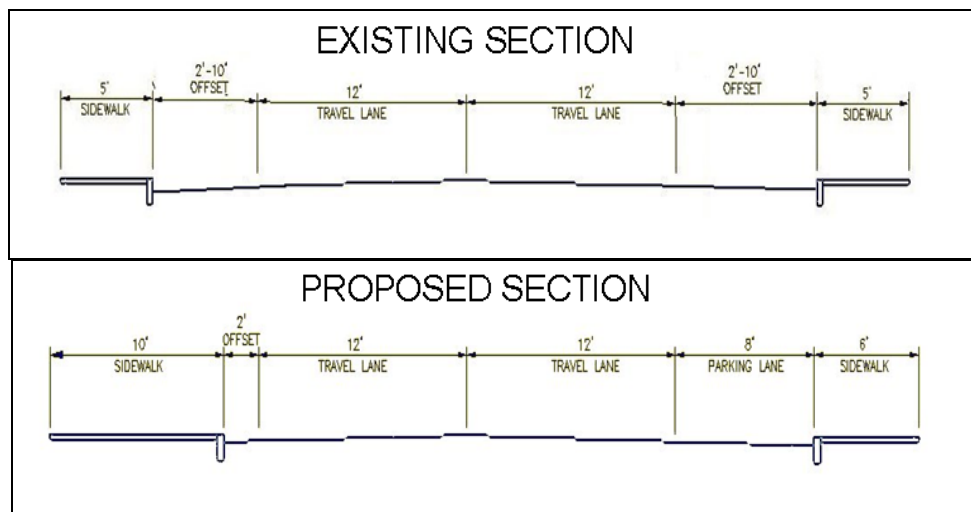 EXISTING SECTION
5'
SIDEWALK
2'-10'
OFFSET
12'
TRAVEL LANE
12'
TRAVEL LANE
2'-10'
OFFSET
5'
SIDEWALK
PROPOSED SECTION
10'
SIDEWALK
2'
OFFSET
12'
TRAVEL LANE
12'
TRAVEL LANE
8'
PARKING LANE
6'
SIDEWALK